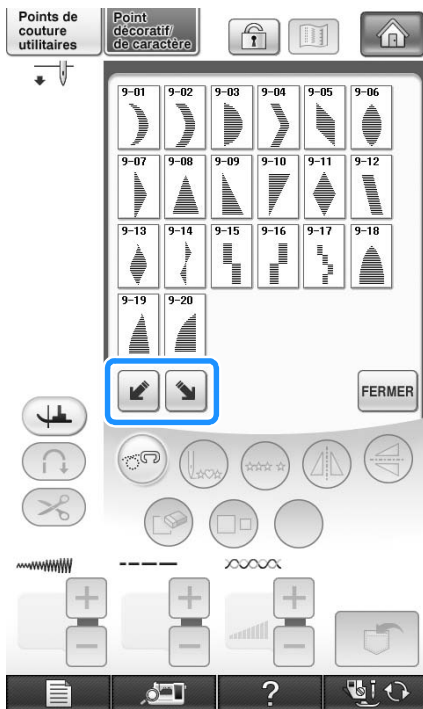 Points de
couture
utilitaires
Point
décoratif/
de caractère
9-01 9-02 9-03 9-04 9-05 9-06
9-07 9-08 9-09 9-10 9-11 9-12
9-13 9-14 9-15 9-16 9-17 9-18
9-19 9-20
FERMER
+ + +
− − −
?